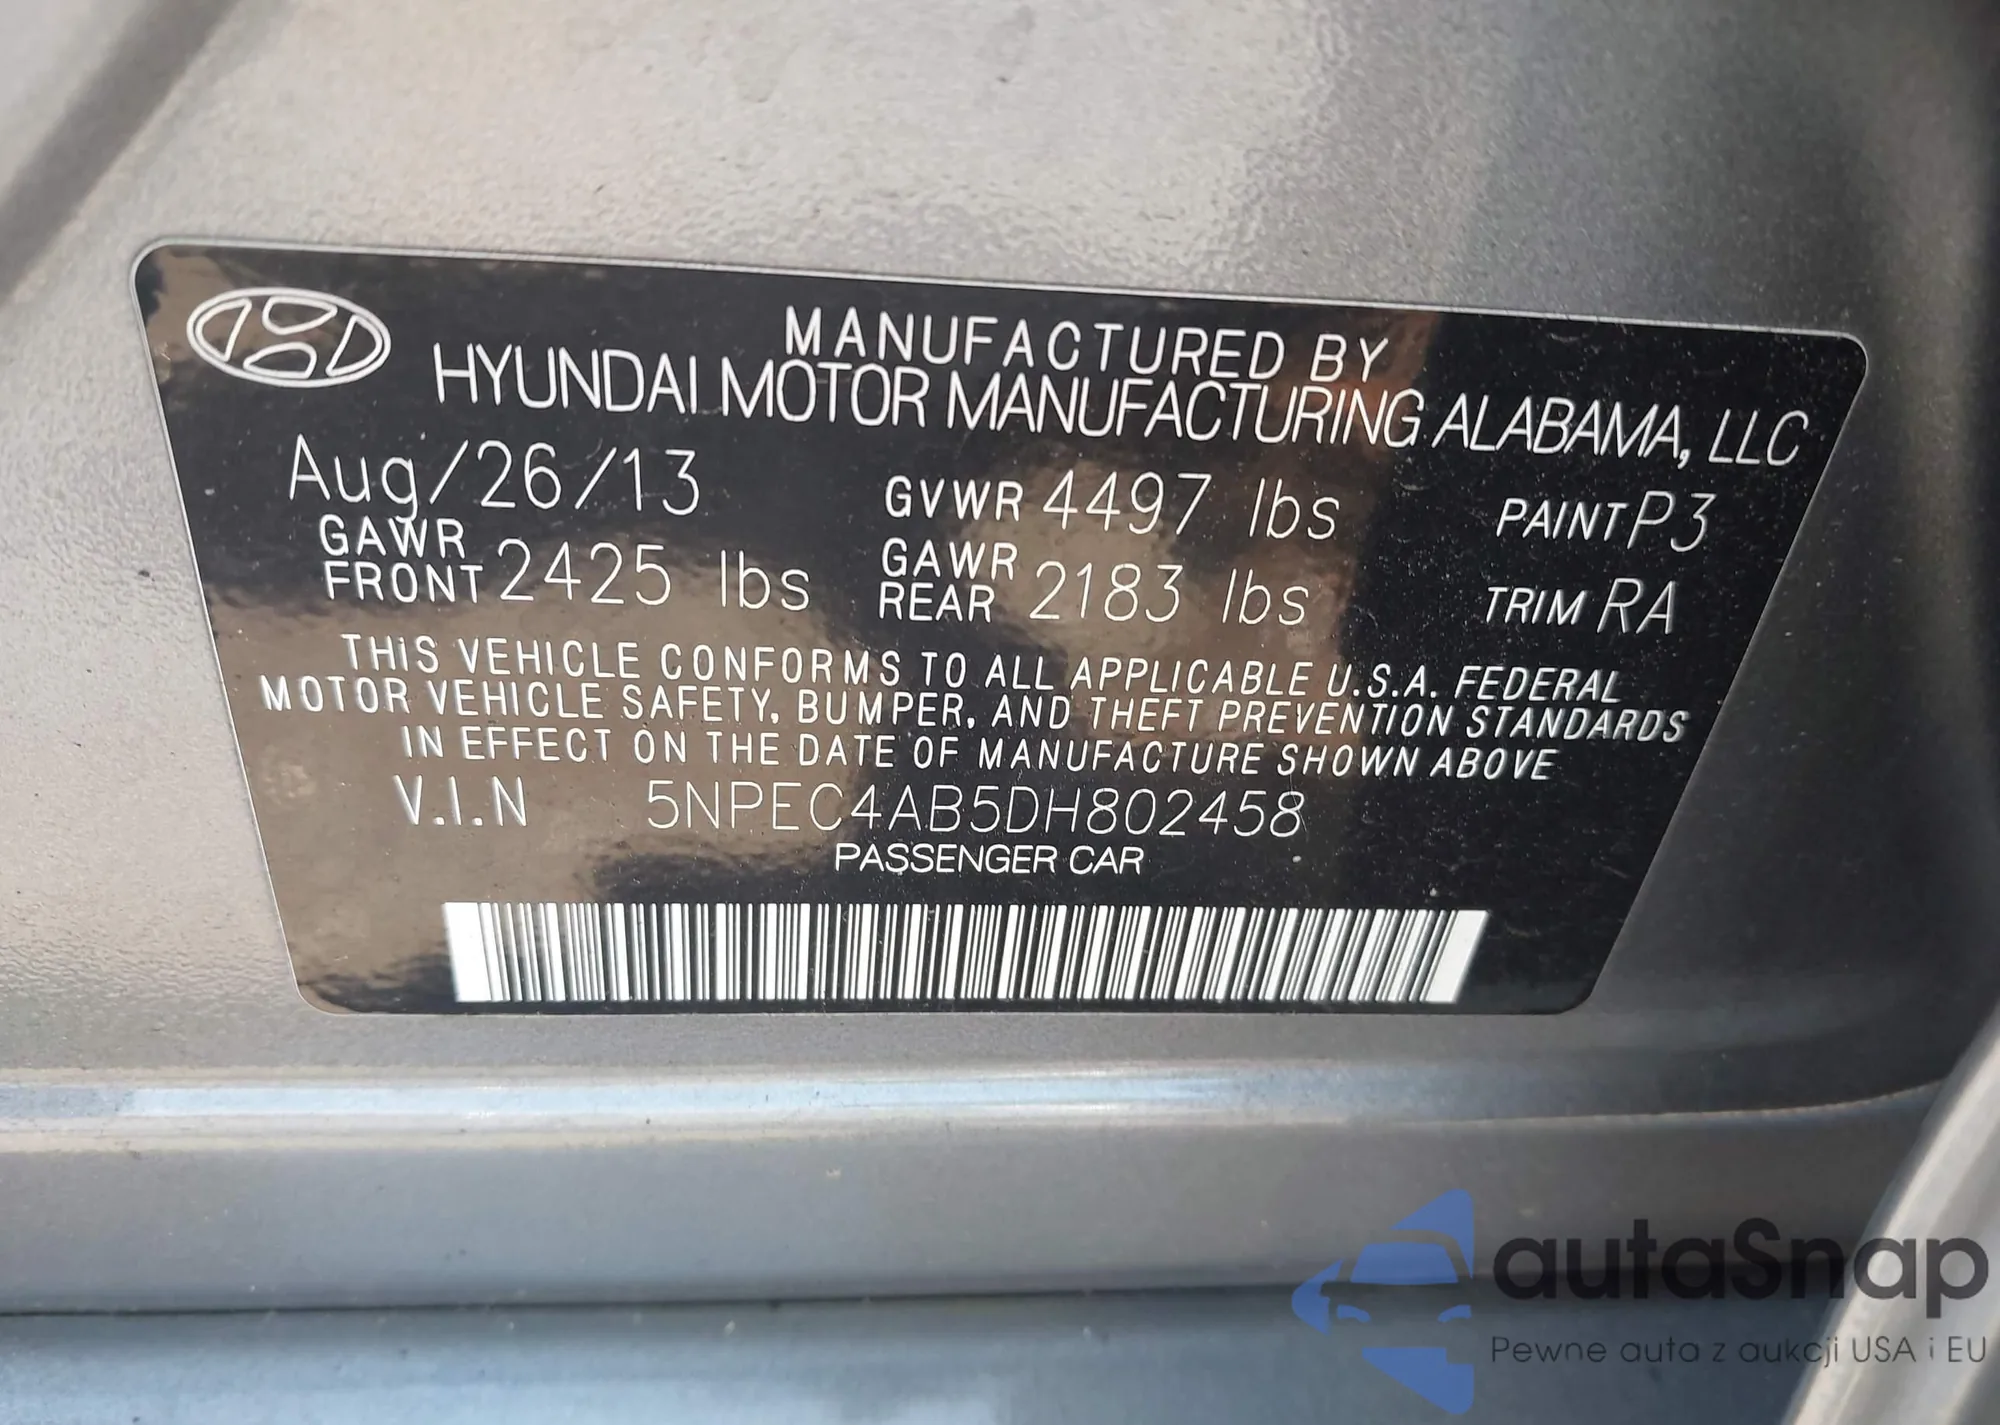 MANUFACTURED BY
HYUNDAI MOTOR MANUFACTURING ALABAMA, LLC
Aug/26/13 GVWR 4497 lbs PAINT P3
GAWR FRONT 2425 lbs GAWR REAR 2183 lbs TRIM RA
THIS VEHICLE CONFORMS TO ALL APPLICABLE U.S.A. FEDERAL
MOTOR VEHICLE SAFETY, BUMPER, AND THEFT PREVENTION STANDARDS
IN EFFECT ON THE DATE OF MANUFACTURE SHOWN ABOVE
V.I.N 5NPEC4AB5DH802458
PASSENGER CAR
autaSnap
Pewne auta z aukcji USA i EU